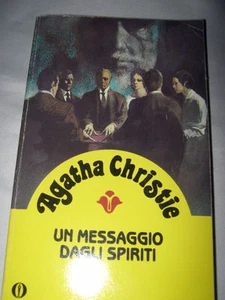 Agatha Christie
UN MESSAGGIO
DAGLI SPIRITI